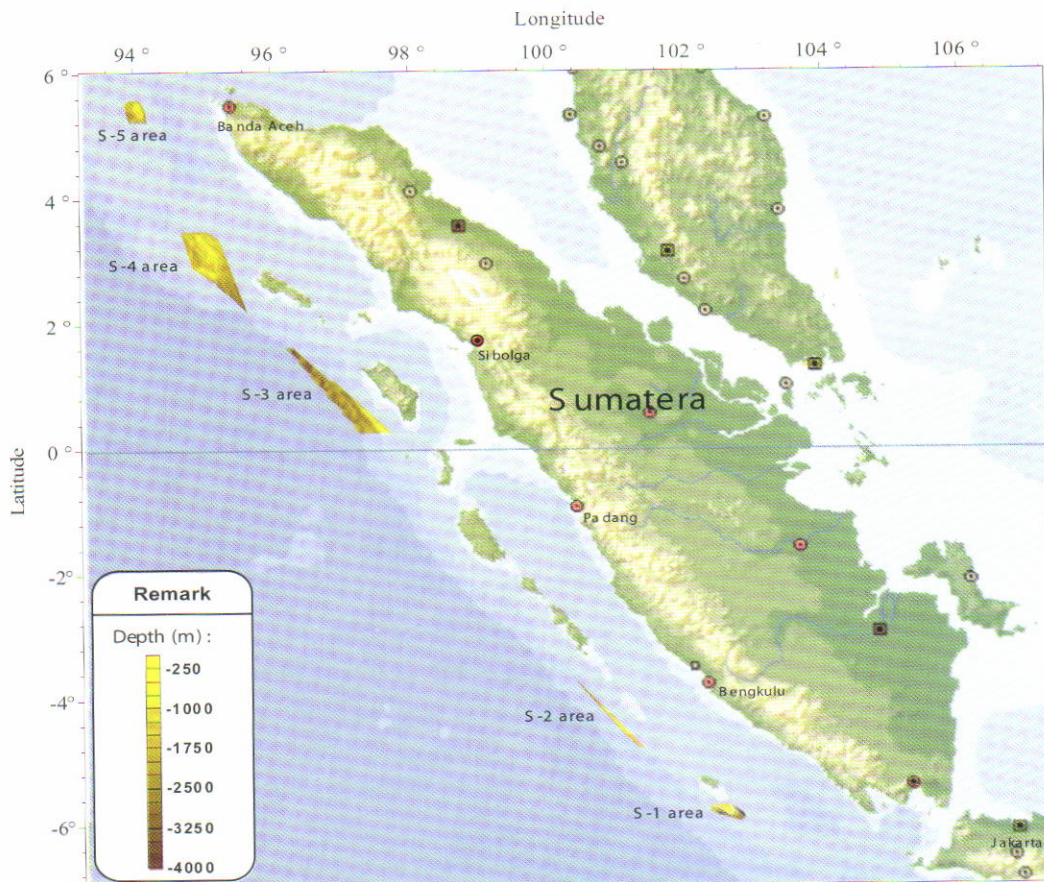 Longitude
94 ° 96 ° 98 ° 100 ° 102 ° 104 ° 106 °
6 °
Banda Aceh
S-5 area
4 °
S-4 area
2 °
Sibolga
S-3 area
Sumatera
0 °
Latitude
Padang
-2°
Remark
Depth (m) :
-250
-1000
-1750
-2500
-3250
-4000
Bengkulu
-4°
S-2 area
S-1 area
-6°
Jakarta